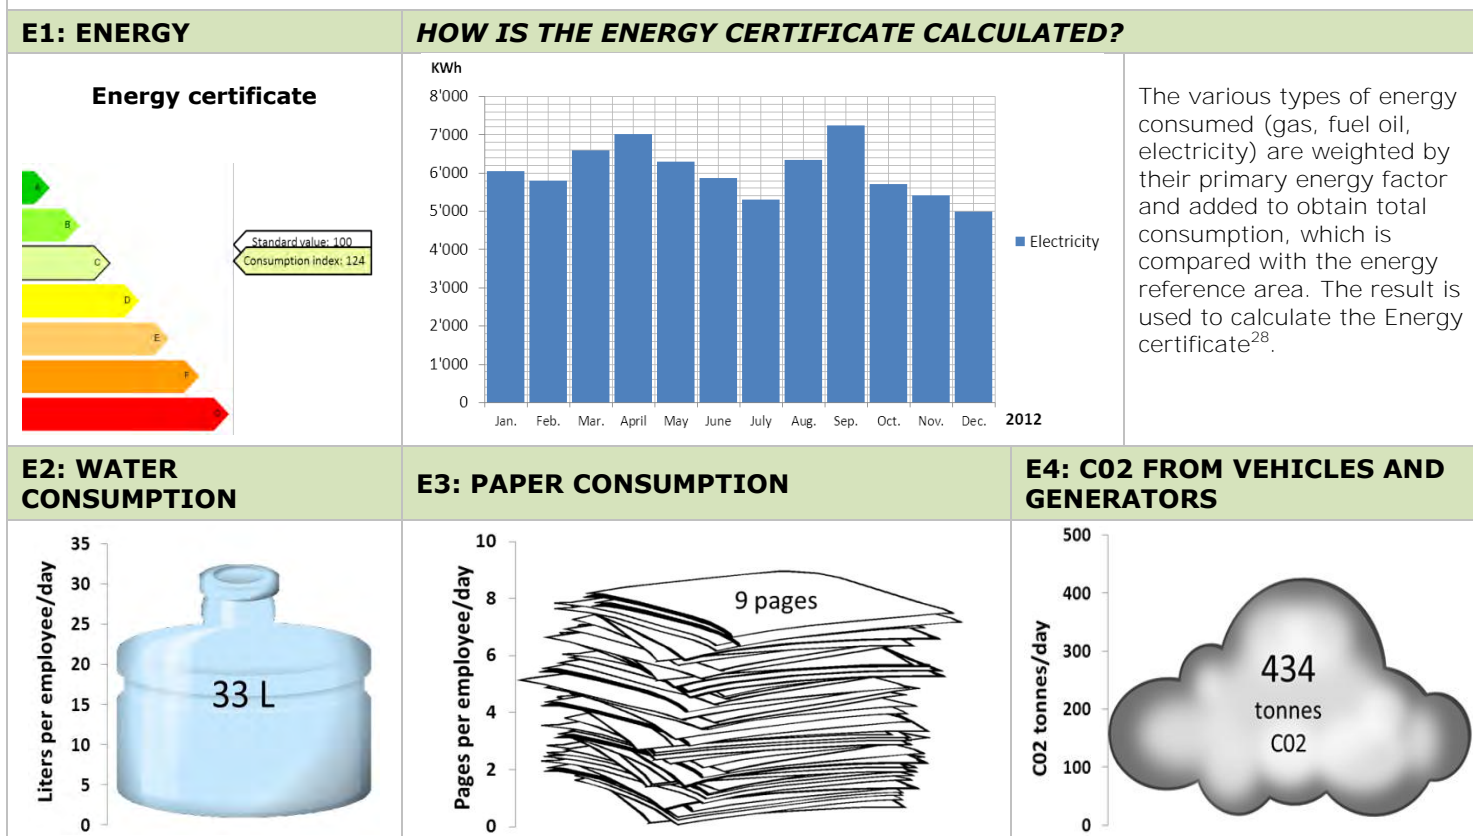 E1: ENERGY
HOW IS THE ENERGY CERTIFICATE CALCULATED?
Energy certificate
A
B
C
D
E
F
G
Standard value: 100
Consumption index: 124
KWh
8'000
7'000
6'000
5'000
4'000
3'000
2'000
1'000
0
Jan. Feb. Mar. April May June July Aug. Sep. Oct. Nov. Dec. 2012
Electricity
The various types of energy
consumed (gas, fuel oil,
electricity) are weighted by
their primary energy factor
and added to obtain total
consumption, which is
compared with the energy
reference area. The result is
used to calculate the Energy
certificate28.
E2: WATER
CONSUMPTION
E3: PAPER CONSUMPTION
E4: C02 FROM VEHICLES AND
GENERATORS
Liters per employee/day
35
30
25
20
15
10
5
0
33 L
Pages per employee/day
10
8
6
4
2
0
9 pages
C02 tonnes/day
500
400
300
200
100
0
434
tonnes
C02